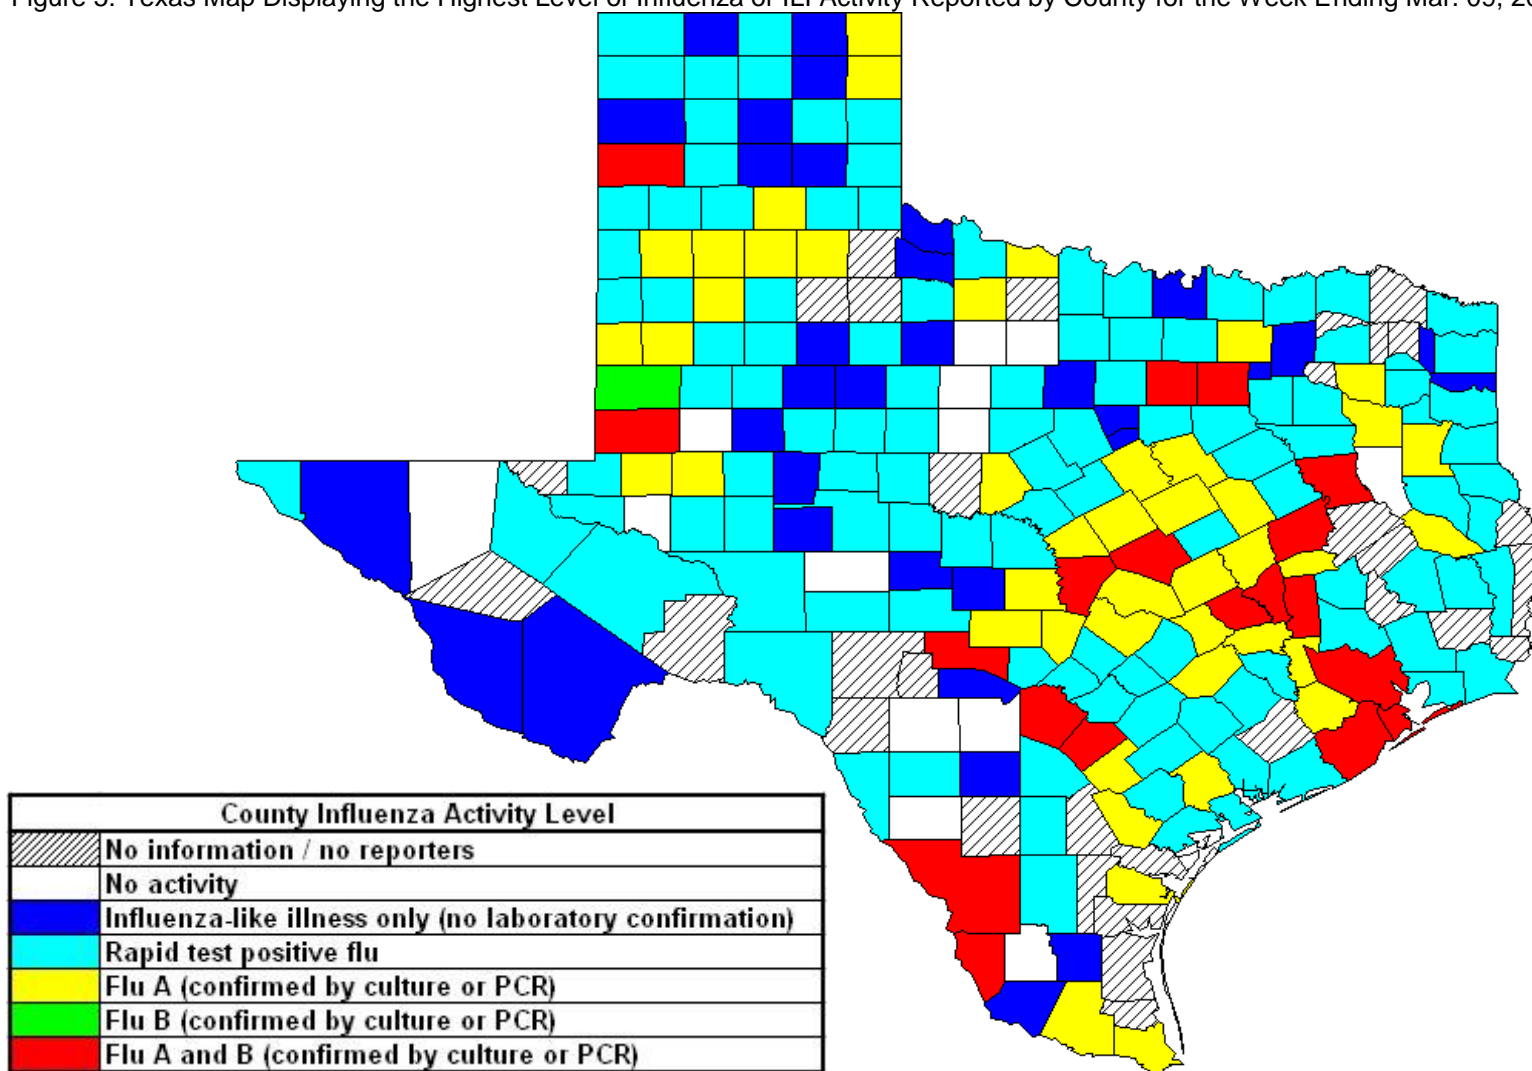 Figure 3. Texas Map Displaying the Highest Level of Influenza or ILI Activity Reported by County for the Week Ending Mar. 09, 20
County Influenza Activity Level
No information / no reporters
No activity
Influenza-like illness only (no laboratory confirmation)
Rapid test positive flu
Flu A (confirmed by culture or PCR)
Flu B (confirmed by culture or PCR)
Flu A and B (confirmed by culture or PCR)